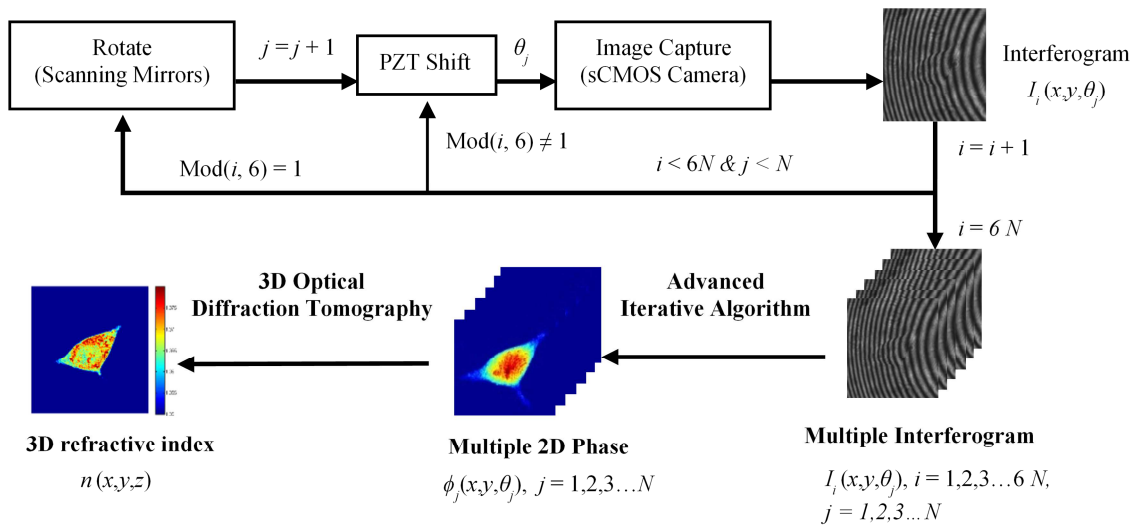 Rotate
(Scanning Mirrors)
j = j + 1
PZT Shift
θj
Image Capture
(sCMOS Camera)
Interferogram
Ii (x,y,θj)
Mod(i, 6) = 1
Mod(i, 6) ≠ 1
i < 6N & j < N
i = i + 1
i = 6 N
3D Optical
Diffraction Tomography
Advanced
Iterative Algorithm
3D refractive index
n (x,y,z)
Multiple 2D Phase
ϕj(x,y,θj), j = 1,2,3…N
Multiple Interferogram
Ii (x,y,θj), i = 1,2,3…6 N,
j = 1,2,3…N